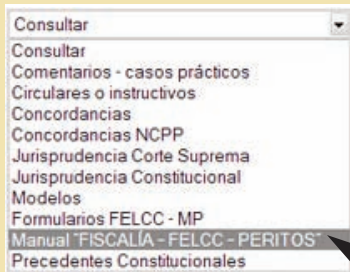 Consultar
Consultar
Comentarios - casos prácticos
Circulares o instructivos
Concordancias
Concordancias NCPP
Jurisprudencia Corte Suprema
Jurisprudencia Constitucional
Modelos
Formularios FELCC - MP
Manual "FISCALÍA - FELCC - PERITOS"
Precedentes Constitucionales